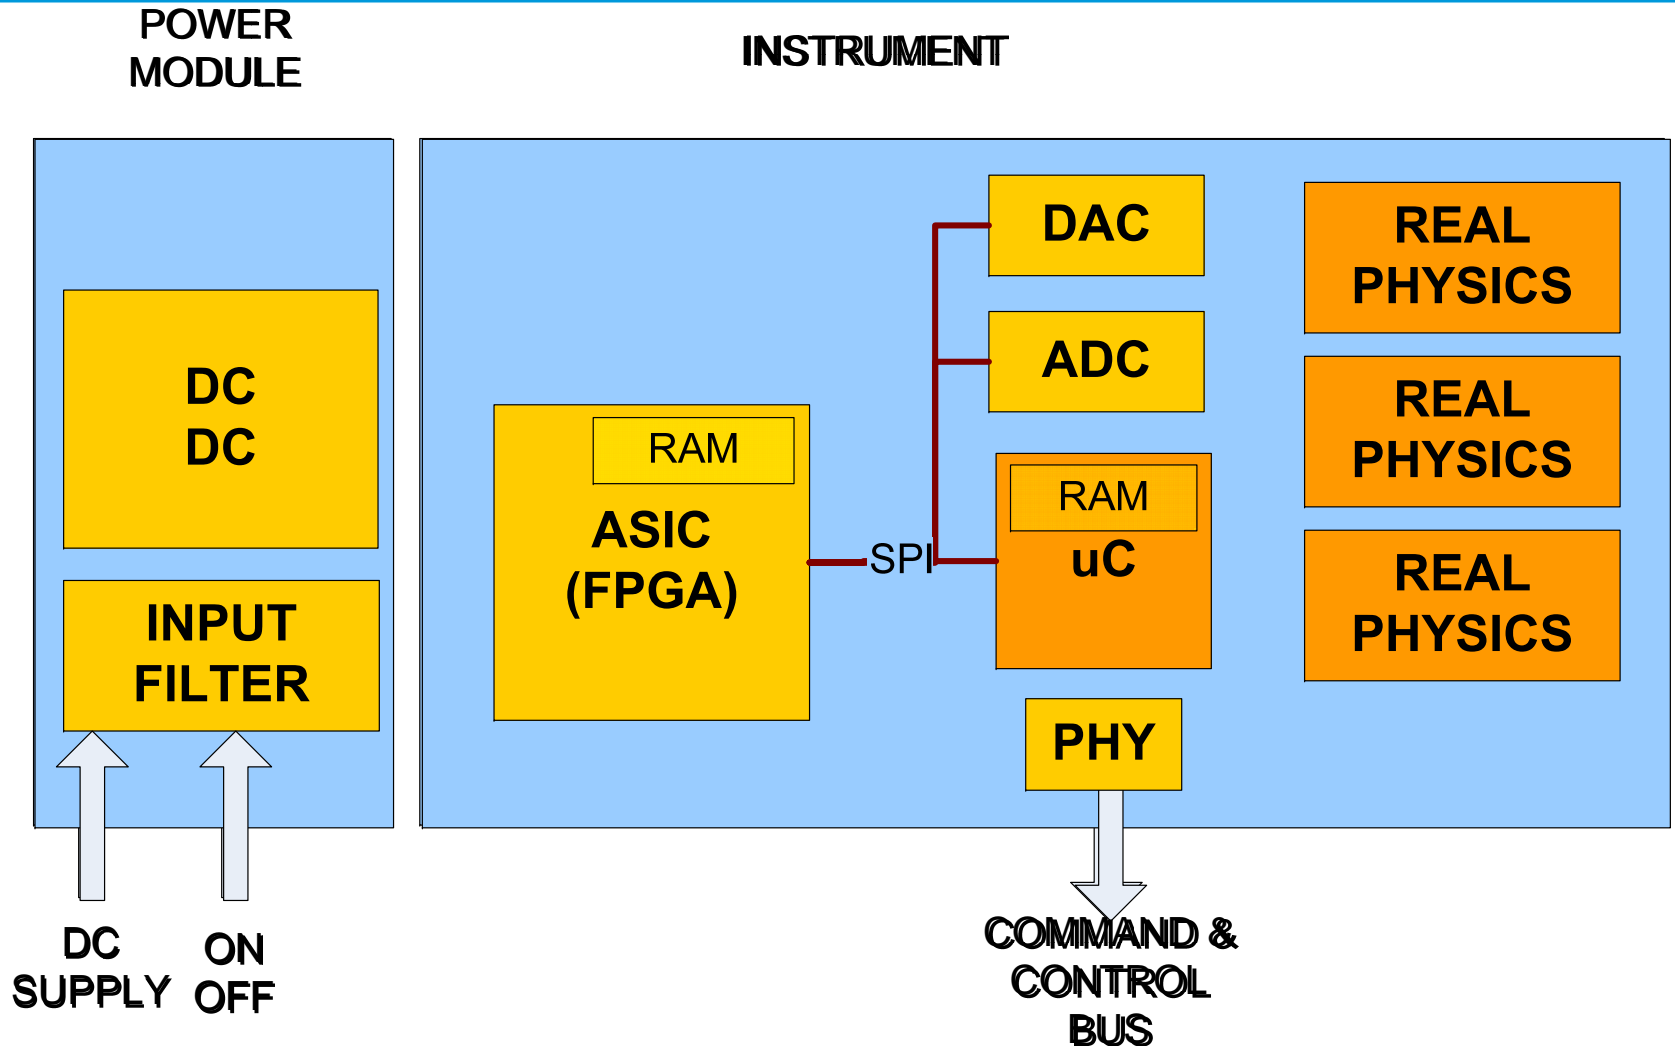 POWER
MODULE
INSTRUMENT
DC
DC
INPUT
FILTER
DC
SUPPLY
ON
OFF
RAM
ASIC
(FPGA)
SPI
DAC
ADC
RAM
uC
PHY
COMMAND &
CONTROL
BUS
REAL
PHYSICS
REAL
PHYSICS
REAL
PHYSICS